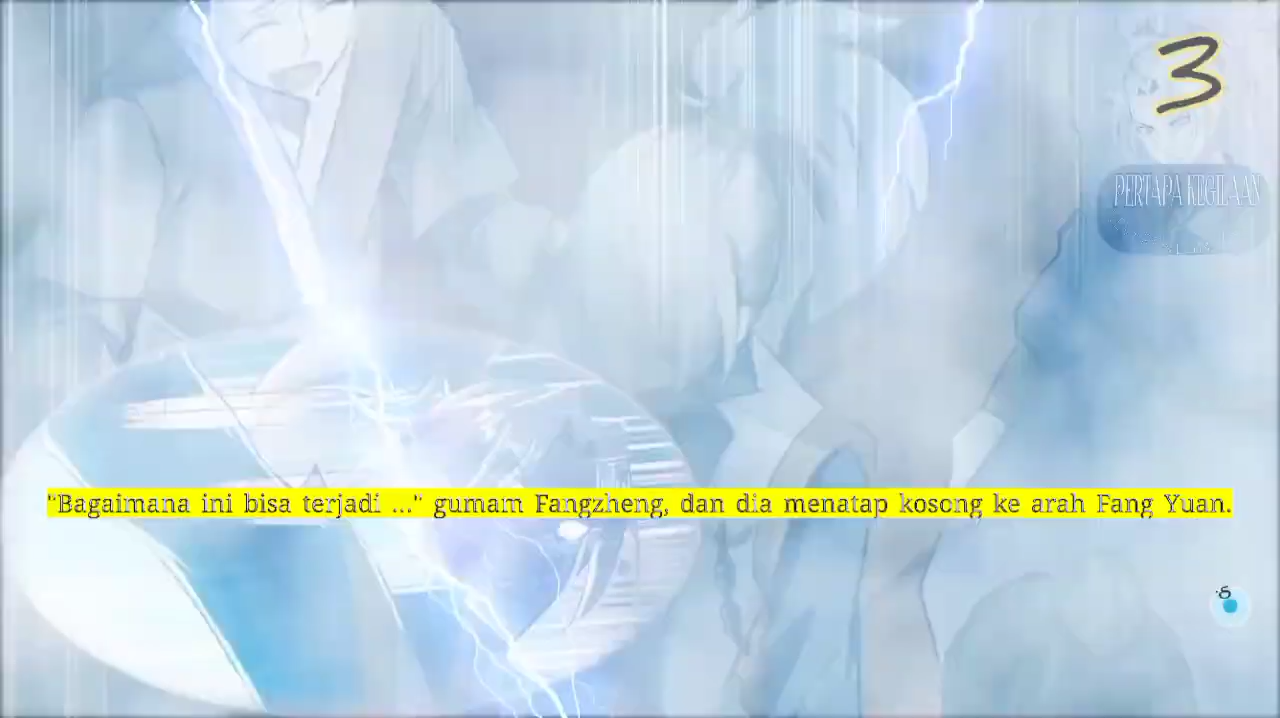 3
PERTAPA KEGILAAN
"Bagaimana ini bisa terjadi ..." gumam Fangzheng, dan dia menatap kosong ke arah Fang Yuan.